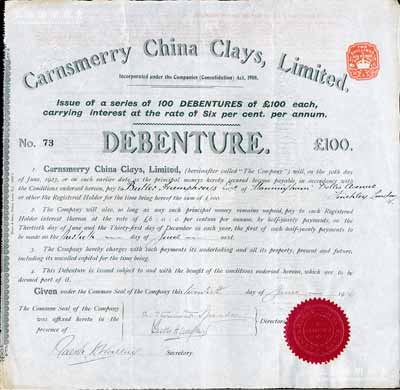 Carnsmerry China Clays, Limited.
Incorporated under the Companies (Consolidation) Act, 1908.
Issue of a series of 100 DEBENTURES of £100 each,
carrying interest at the rate of Six per cent. per annum.
DEBENTURE.
No. 73 £100.
1. Carnsmerry China Clays, Limited, (hereinafter called "The Company") will, on the 30th day
of June, 1927, or on such earlier date as the principal moneys hereby secured become payable, in accordance with
the Conditions endorsed hereon, pay to
or other the Registered Holder for the time being hereof the sum of £100.
2. The Company will also, so long as any such principal money remains unpaid, pay to such Registered
Holder interest thereon at the rate of £6 per centum per annum, by half-yearly payments, on the
Thirtieth day of June and the Thirty-first day of December in each year, the first of such half-yearly payments to
be made on the day of June next.
3. The Company hereby charges with such payments its undertaking and all its property, present and future,
including its uncalled capital for the time being.
4. This Debenture is issued subject to and with the benefit of the conditions endorsed hereon, which are to be
deemed part of it.
Given under the Common Seal of the Company this day of June
The Common Seal of the Company
was affixed hereto in the
presence of
Directors
Secretary.